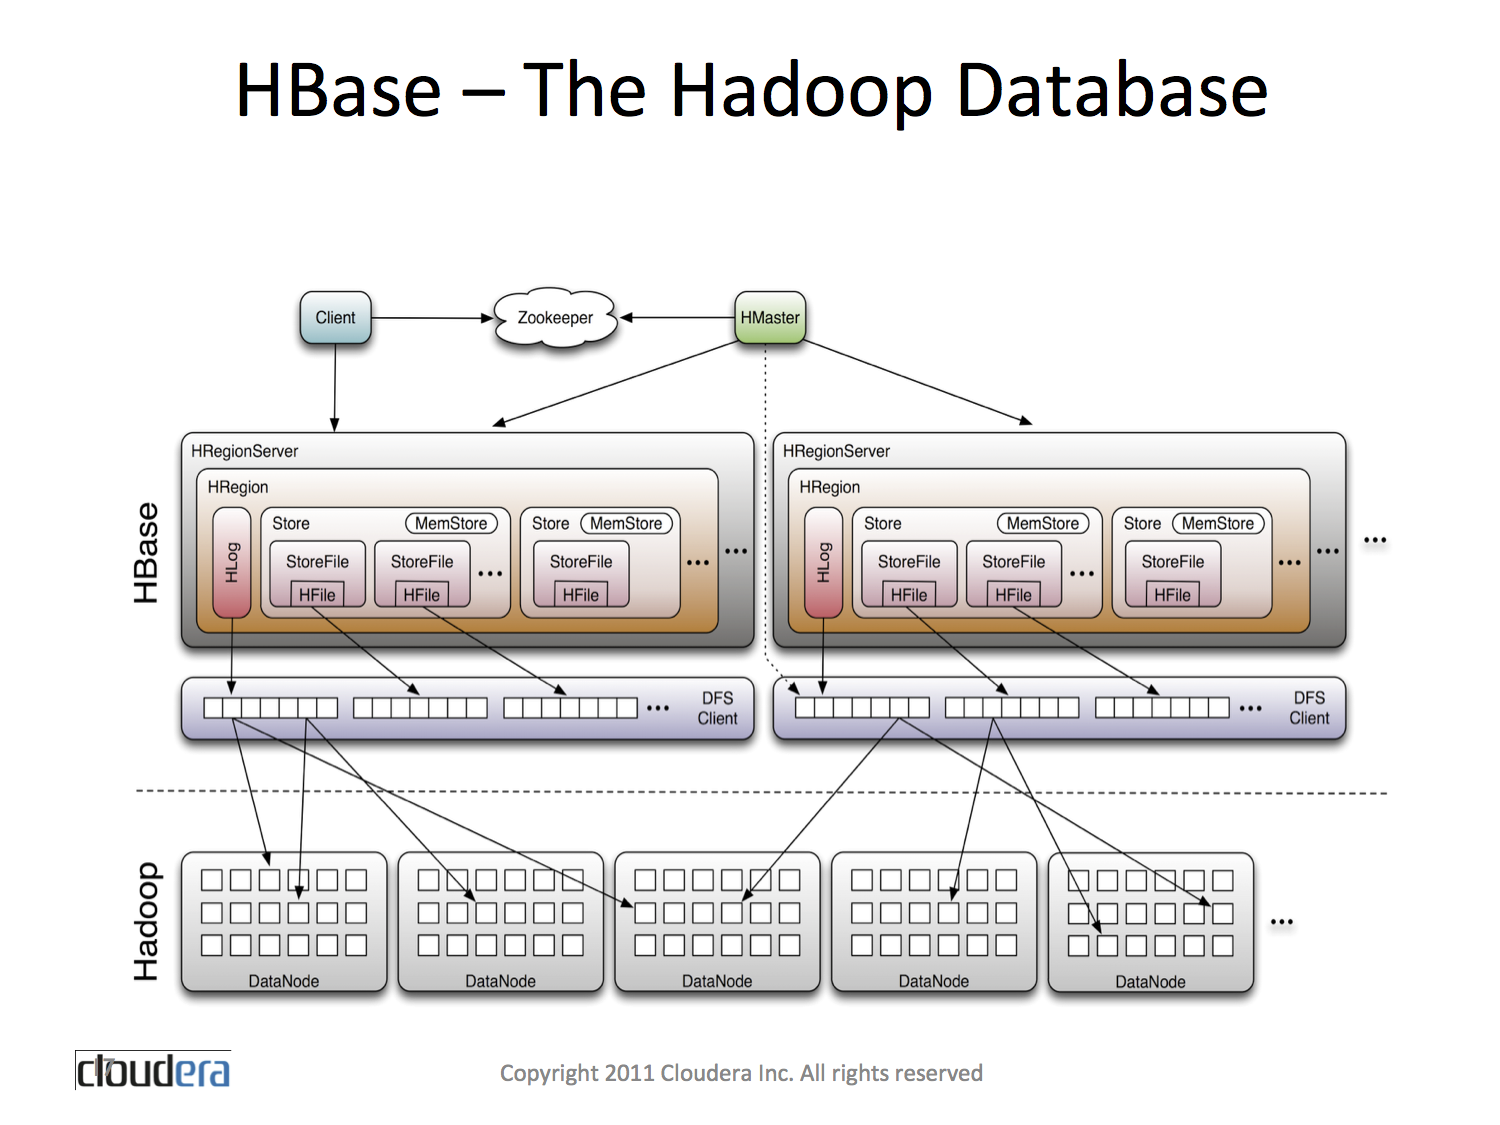 HBase – The Hadoop Database
Client
Zookeeper
HMaster
HBase
HRegionServer
HRegion
HLog
Store
MemStore
StoreFile
HFile
StoreFile
HFile
...
Store
MemStore
StoreFile
HFile
...
...
HRegionServer
HRegion
HLog
Store
MemStore
StoreFile
HFile
StoreFile
HFile
...
Store
MemStore
StoreFile
HFile
...
...
...
...
DFS
Client
...
DFS
Client
Hadoop
DataNode
DataNode
DataNode
DataNode
DataNode
...
17
cloudera
Copyright 2011 Cloudera Inc. All rights reserved